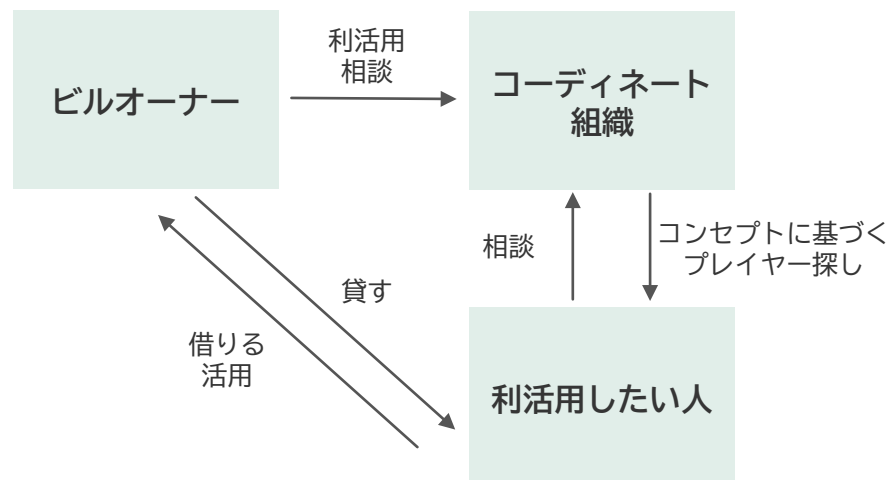 ビルオーナー
利活用
相談
コーディネート
組織
相談
コンセプトに基づく
プレイヤー探し
貸す
借りる
活用
利活用したい人